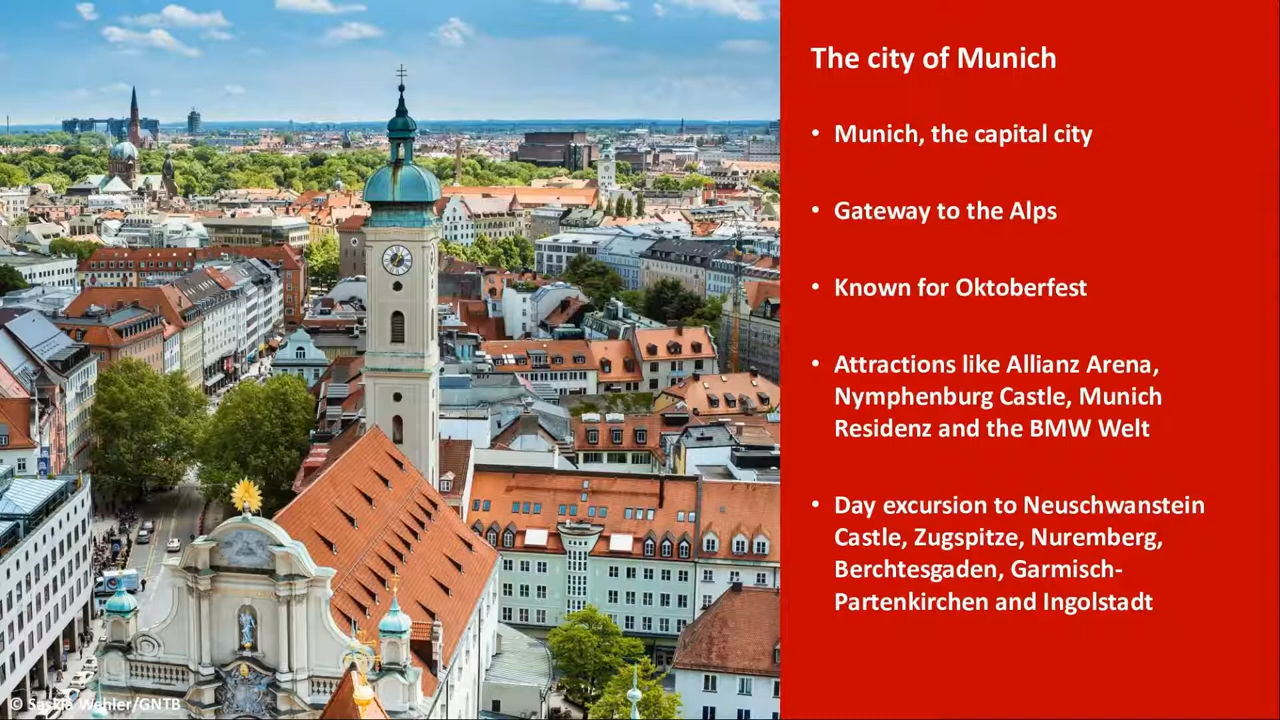 The city of Munich
• Munich, the capital city
• Gateway to the Alps
• Known for Oktoberfest
• Attractions like Allianz Arena,
Nymphenburg Castle, Munich
Residenz and the BMW Welt
• Day excursion to Neuschwanstein
Castle, Zugspitze, Nuremberg,
Berchtesgaden, Garmisch-
Partenkirchen and Ingolstadt
© Saskia Wehler/GNTB